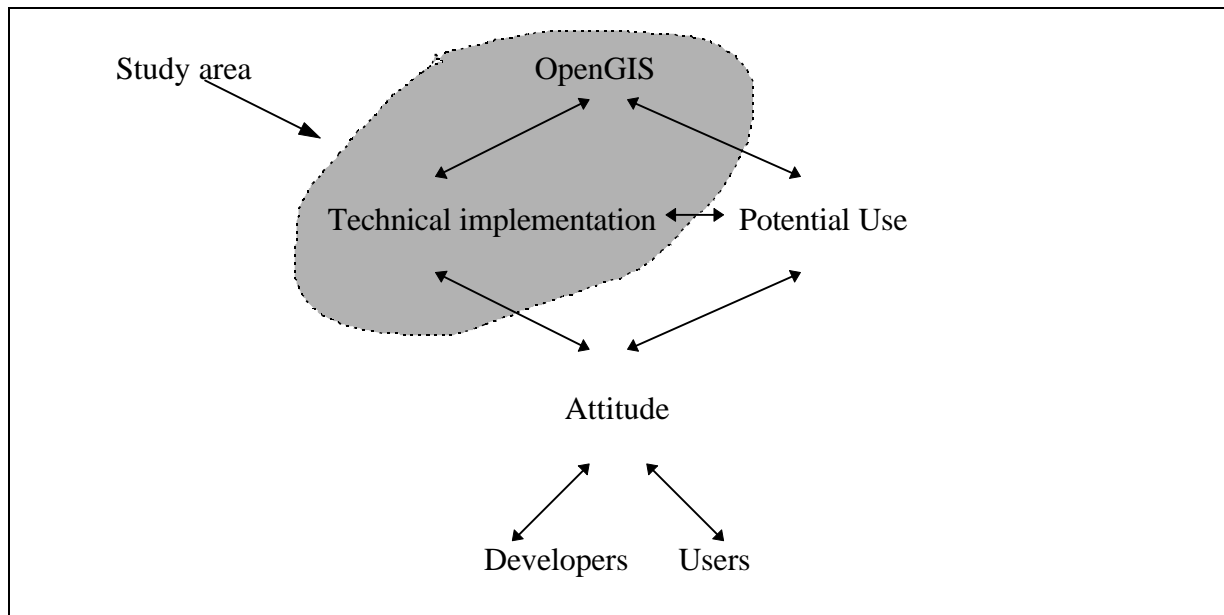 Study area
OpenGIS
Technical implementation
Potential Use
Attitude
Developers
Users